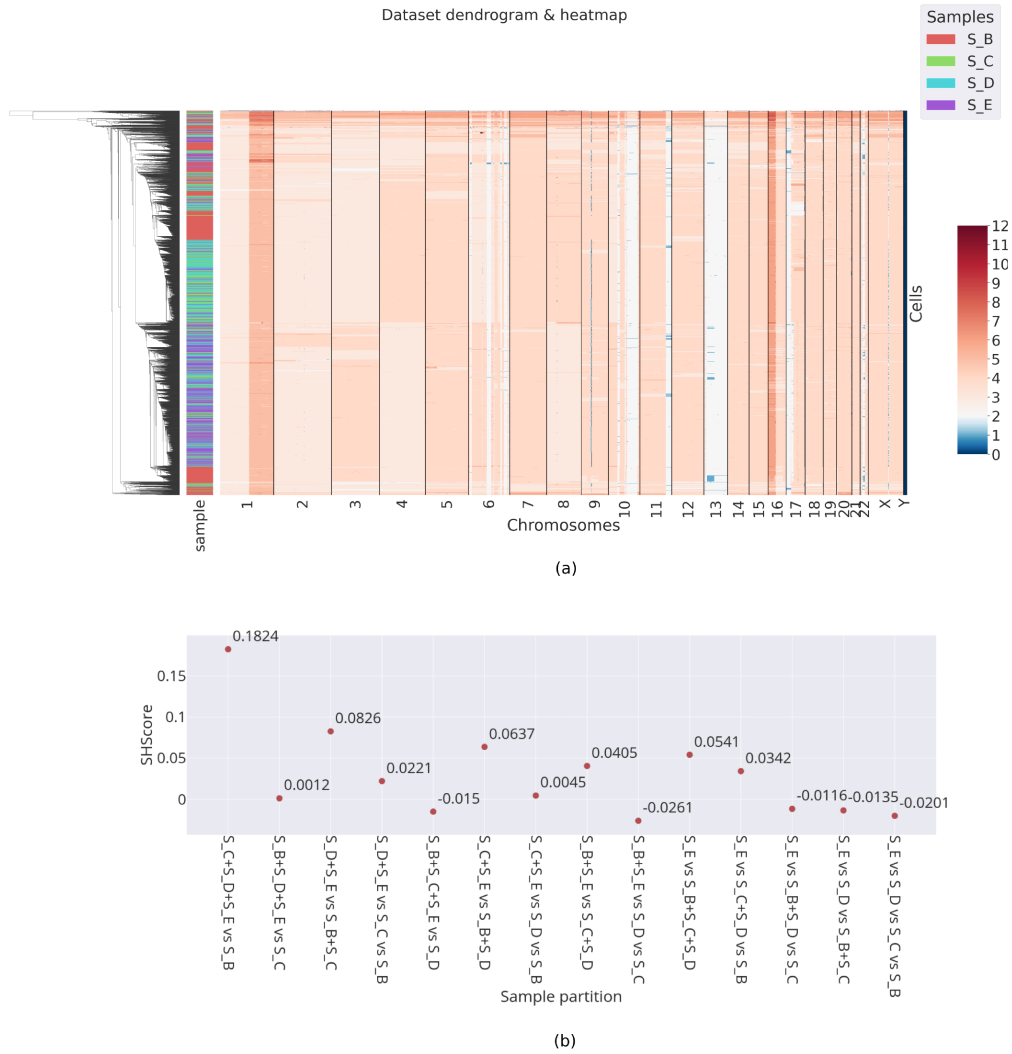 (a)
Dataset dendrogram & heatmap
Samples
S_B
S_C
S_D
S_E
12
11
10
9
8
7
6
5
4
3
2
1
0
Cells
sample
1
2
3
4
5
6
7
8
9
10
11
12
13
14
15
16
17
18
19
20
21
22
X
Y
Chromosomes
(a)
SHScore
0.15
0.1
0.05
0
0.1824
0.0012
0.0826
0.0221
-0.015
0.0637
0.0045
0.0405
-0.0261
0.0541
0.0342
-0.0116
-0.0135
-0.0201
S_C+S_D+S_E vs S_B
S_B+S_D+S_E vs S_C
S_D+S_E vs S_B+S_C
S_D+S_E vs S_C vs S_B
S_B+S_C+S_E vs S_D
S_C+S_E vs S_B+S_D
S_C+S_E vs S_D vs S_B
S_B+S_E vs S_C+S_D
S_B+S_E vs S_D vs S_C
S_E vs S_B+S_C+S_D
S_E vs S_C+S_D vs S_B
S_E vs S_B+S_D vs S_C
S_E vs S_D vs S_B+S_C
S_E vs S_D vs S_C vs S_B
Sample partition
(b)